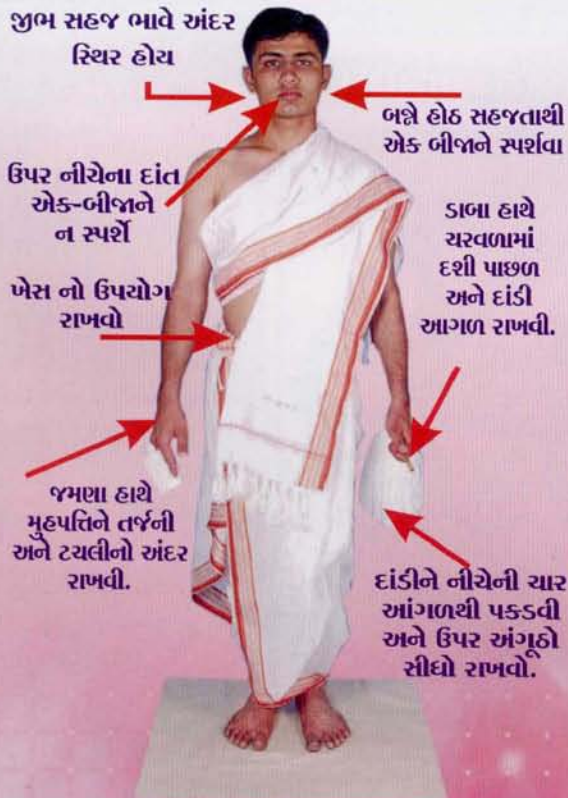 જીભ સહજ ભાવે અંદર
સ્થિર હોય
બન્ને હોઠ સહજતાથી
એક બીજાને સ્પર્શવા
ઉપર નીચેના દાંત
એક-બીજાને
ન સ્પર્શે
ડાબા હાથે
ચરવળામાં
દશી પાછળ
અને દાંડી
આગળ રાખવી.
ખેસ નો ઉપયોગ
રાખવો
જમણા હાથે
મુહપત્તિને તર્જની
અને ટચલીનો અંદર
રાખવી.
દાંડીને નીચેની ચાર
આંગળથી પકડવી
અને ઉપર અંગૂઠો
સીધો રાખવો.